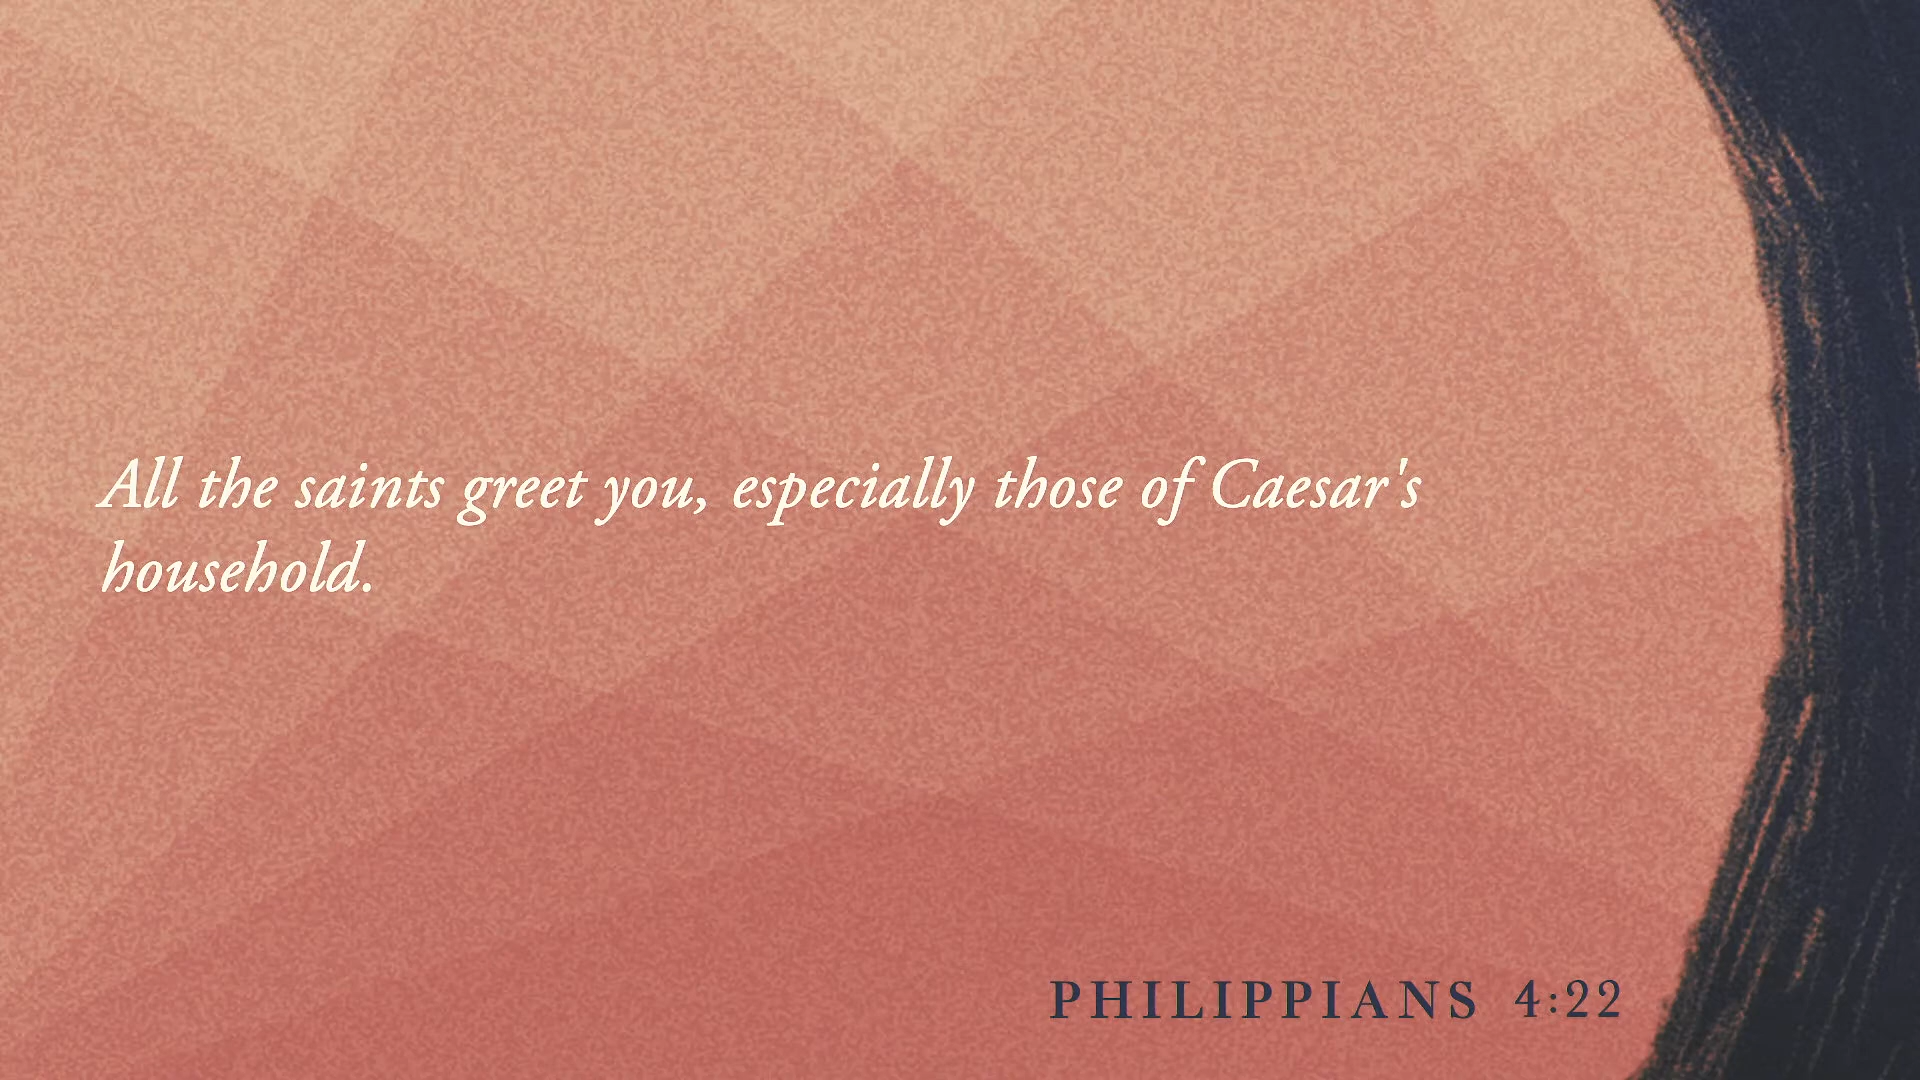 All the saints greet you, especially those of Caesar's
household.
PHILIPPIANS 4:22